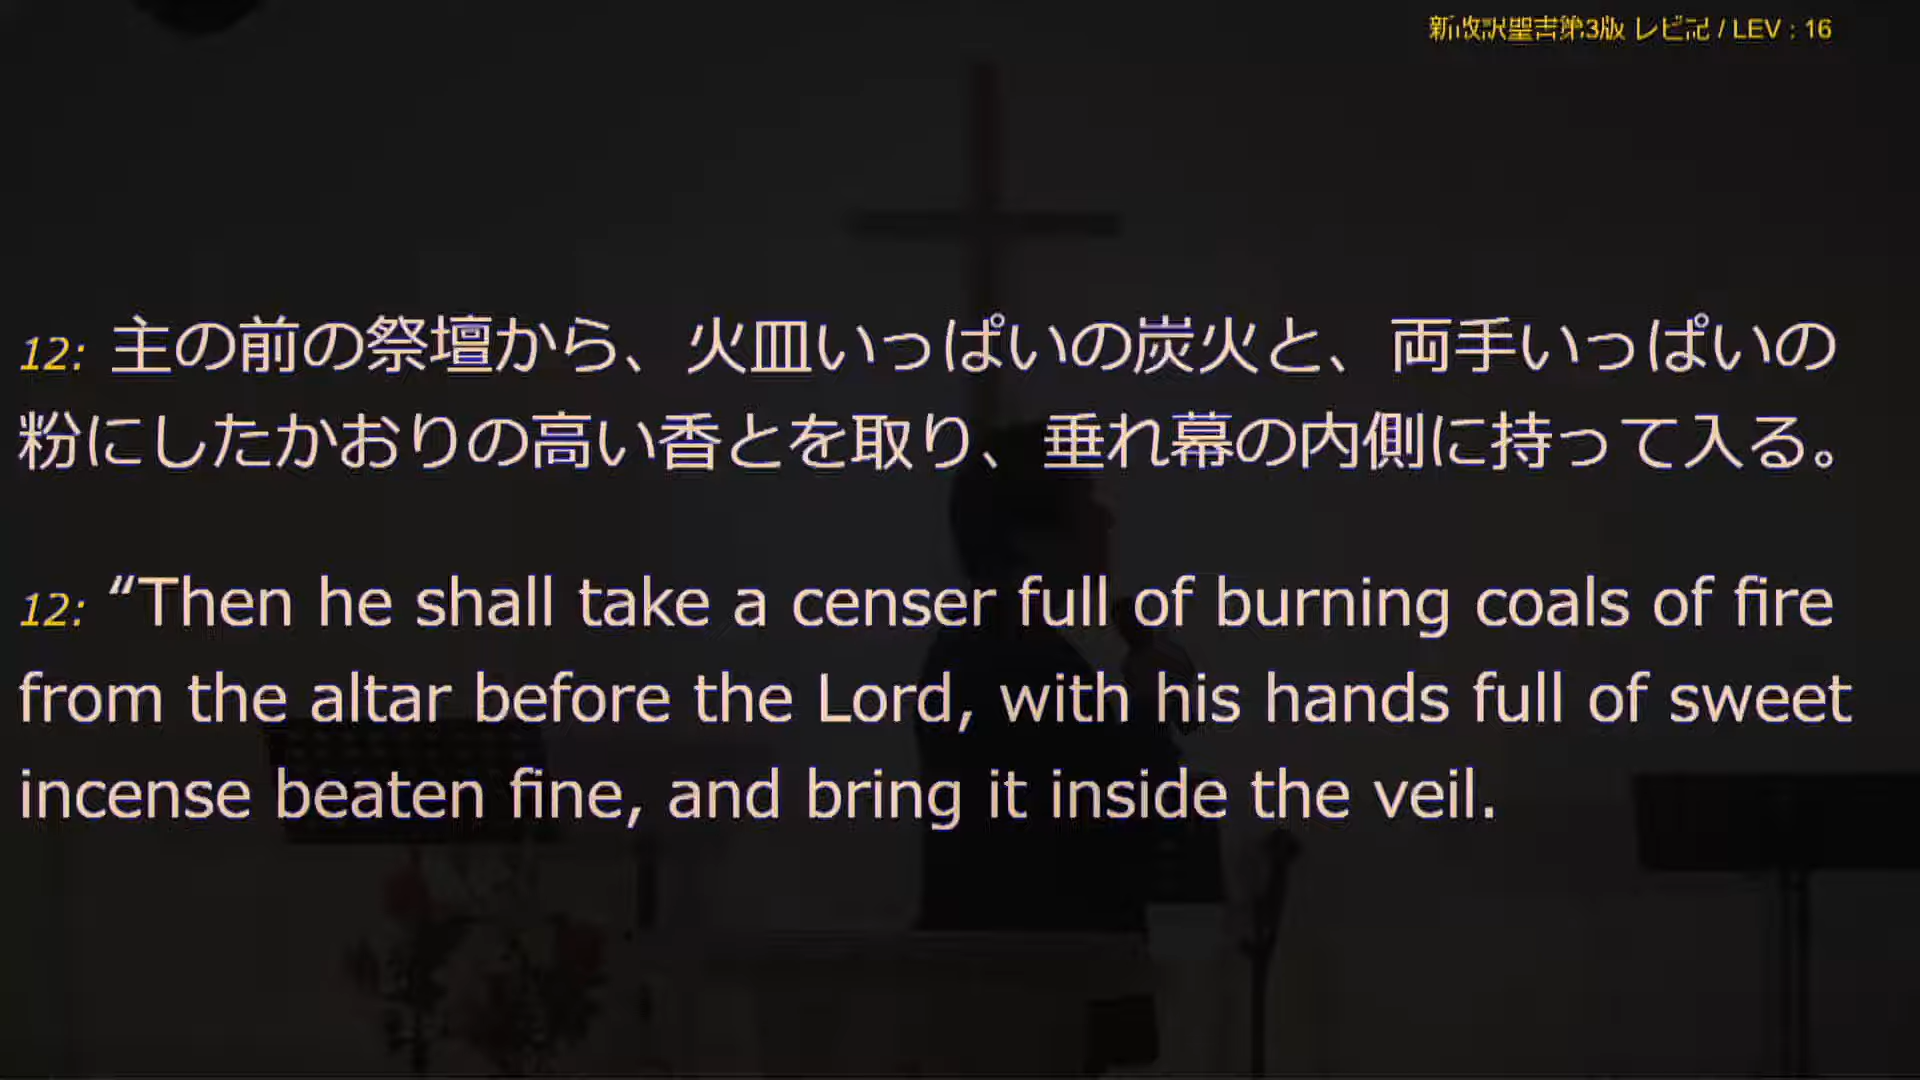 新改訳聖書第3版 レビ記 / LEV : 16
12: 主の前の祭壇から、火皿いっぱいの炭火と、両手いっぱいの
粉にしたかおりの高い香とを取り、垂れ幕の内側に持って入る。
12: “Then he shall take a censer full of burning coals of fire
from the altar before the Lord, with his hands full of sweet
incense beaten fine, and bring it inside the veil.